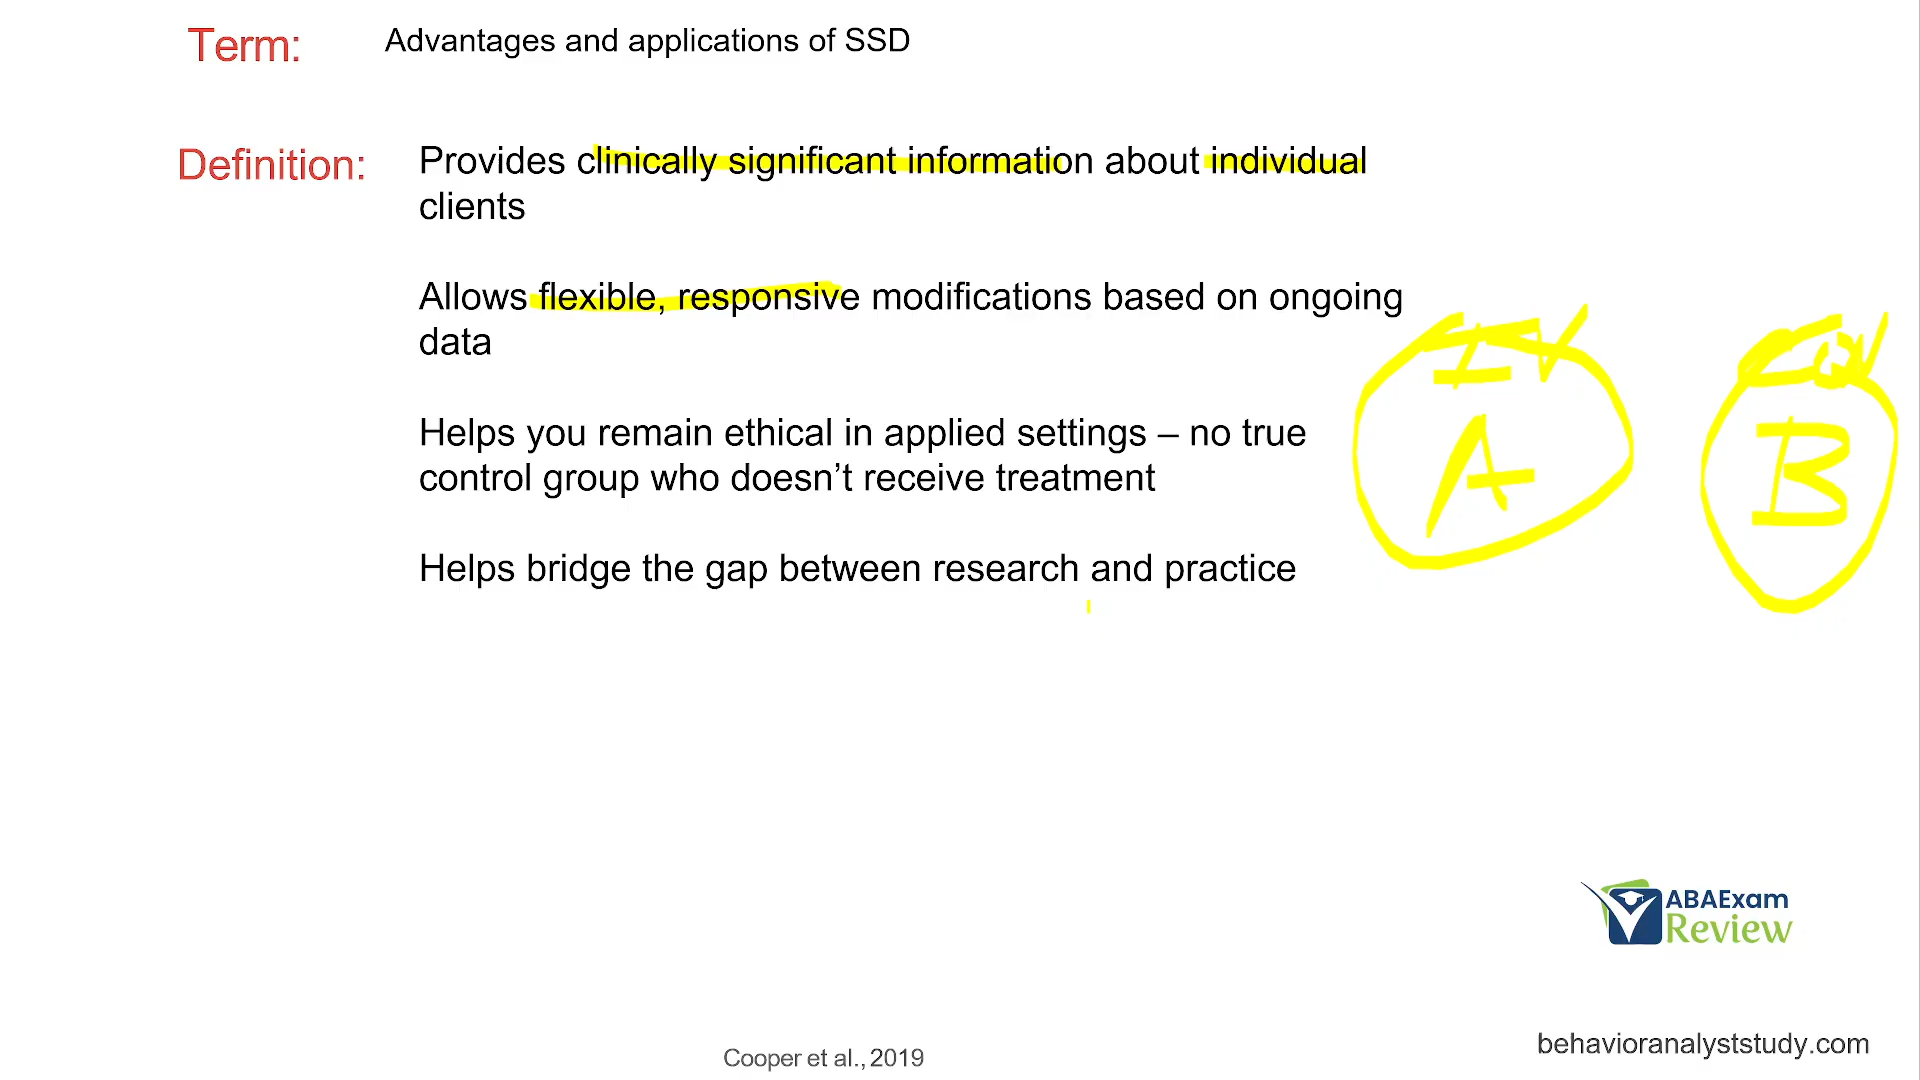 Term: Advantages and applications of SSD
Definition: Provides clinically significant information about individual
clients
Allows flexible, responsive modifications based on ongoing
data
Helps you remain ethical in applied settings – no true
control group who doesn’t receive treatment
Helps bridge the gap between research and practice
IV
A
B
ABAExam
Review
behavioranalyststudy.com
Cooper et al., 2019